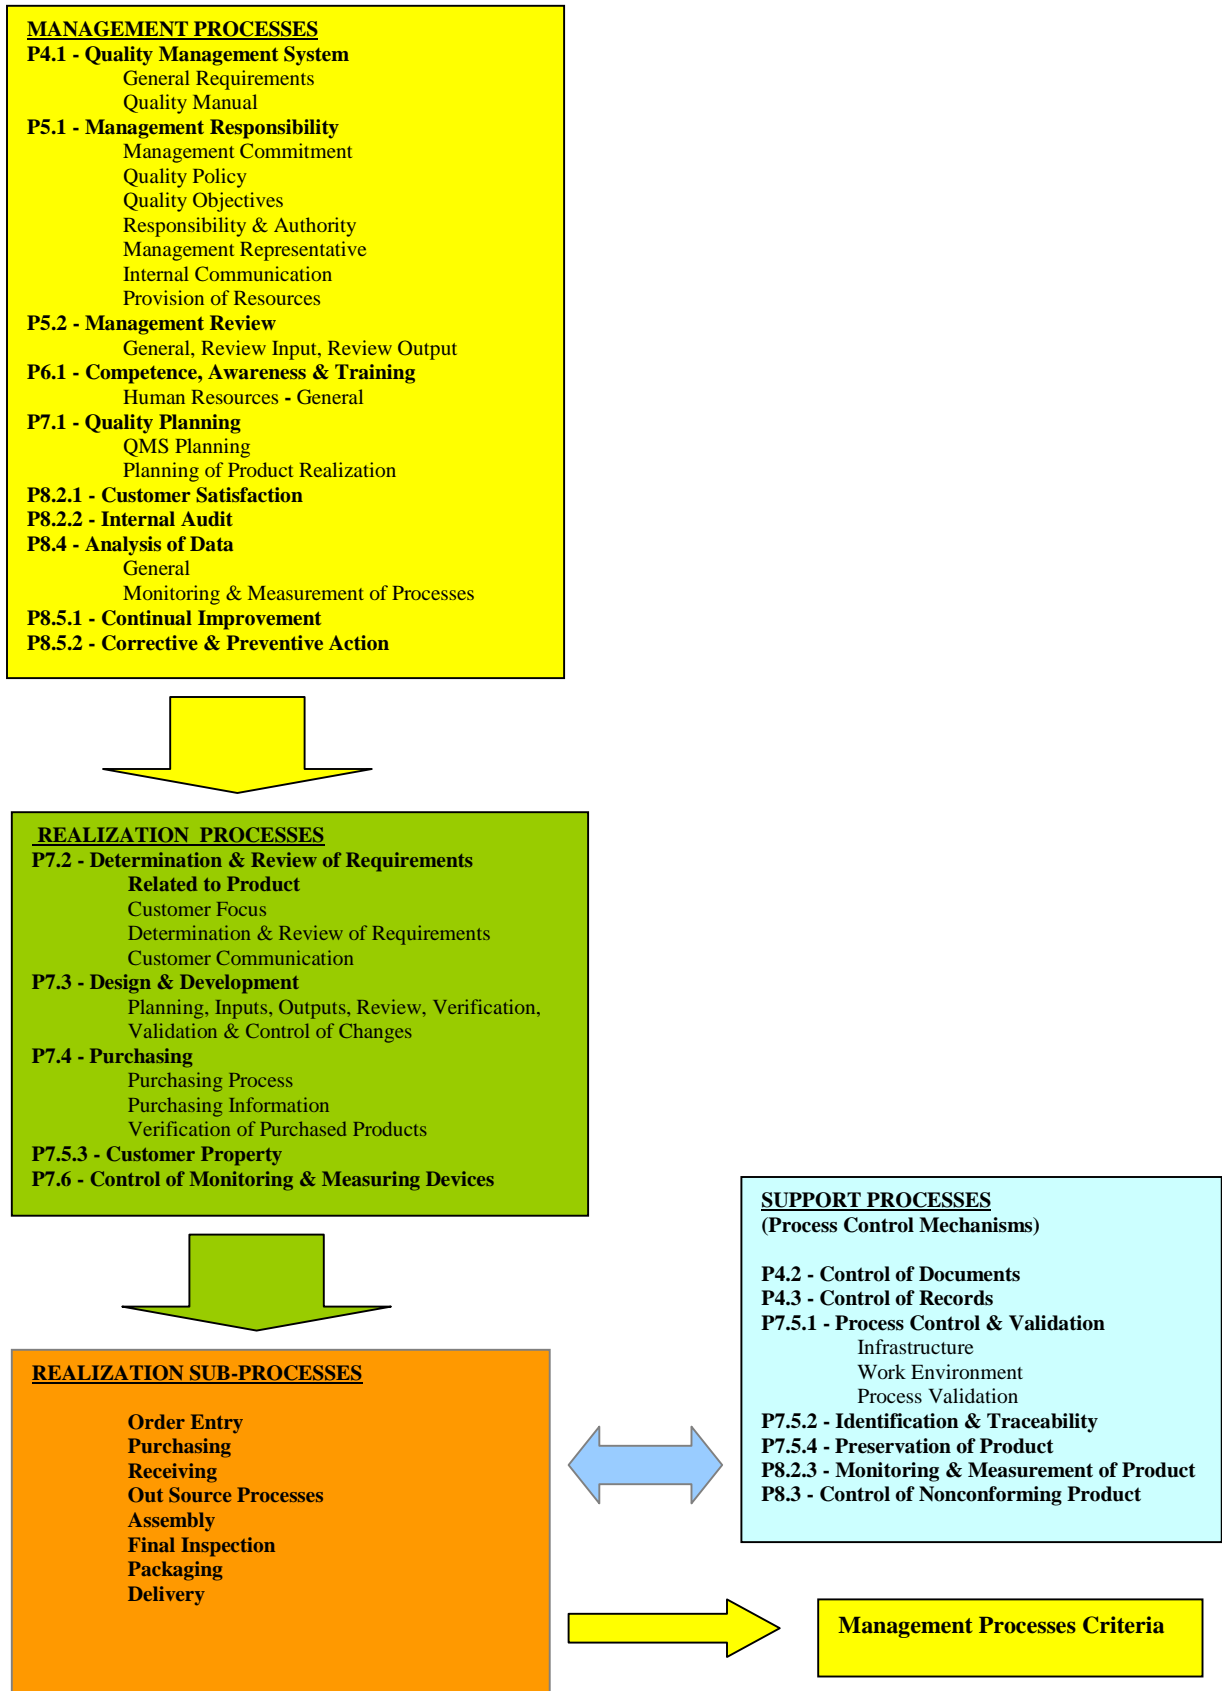 MANAGEMENT PROCESSES
P4.1 - Quality Management System
General Requirements
Quality Manual
P5.1 - Management Responsibility
Management Commitment
Quality Policy
Quality Objectives
Responsibility & Authority
Management Representative
Internal Communication
Provision of Resources
P5.2 - Management Review
General, Review Input, Review Output
P6.1 - Competence, Awareness & Training
Human Resources - General
P7.1 - Quality Planning
QMS Planning
Planning of Product Realization
P8.2.1 - Customer Satisfaction
P8.2.2 - Internal Audit
P8.4 - Analysis of Data
General
Monitoring & Measurement of Processes
P8.5.1 - Continual Improvement
P8.5.2 - Corrective & Preventive Action
REALIZATION PROCESSES
P7.2 - Determination & Review of Requirements
Related to Product
Customer Focus
Determination & Review of Requirements
Customer Communication
P7.3 - Design & Development
Planning, Inputs, Outputs, Review, Verification,
Validation & Control of Changes
P7.4 - Purchasing
Purchasing Process
Purchasing Information
Verification of Purchased Products
P7.5.3 - Customer Property
P7.6 - Control of Monitoring & Measuring Devices
SUPPORT PROCESSES
(Process Control Mechanisms)
P4.2 - Control of Documents
P4.3 - Control of Records
P7.5.1 - Process Control & Validation
Infrastructure
Work Environment
Process Validation
P7.5.2 - Identification & Traceability
P7.5.4 - Preservation of Product
P8.2.3 - Monitoring & Measurement of Product
P8.3 - Control of Nonconforming Product
REALIZATION SUB-PROCESSES
Order Entry
Purchasing
Receiving
Out Source Processes
Assembly
Final Inspection
Packaging
Delivery
Management Processes Criteria